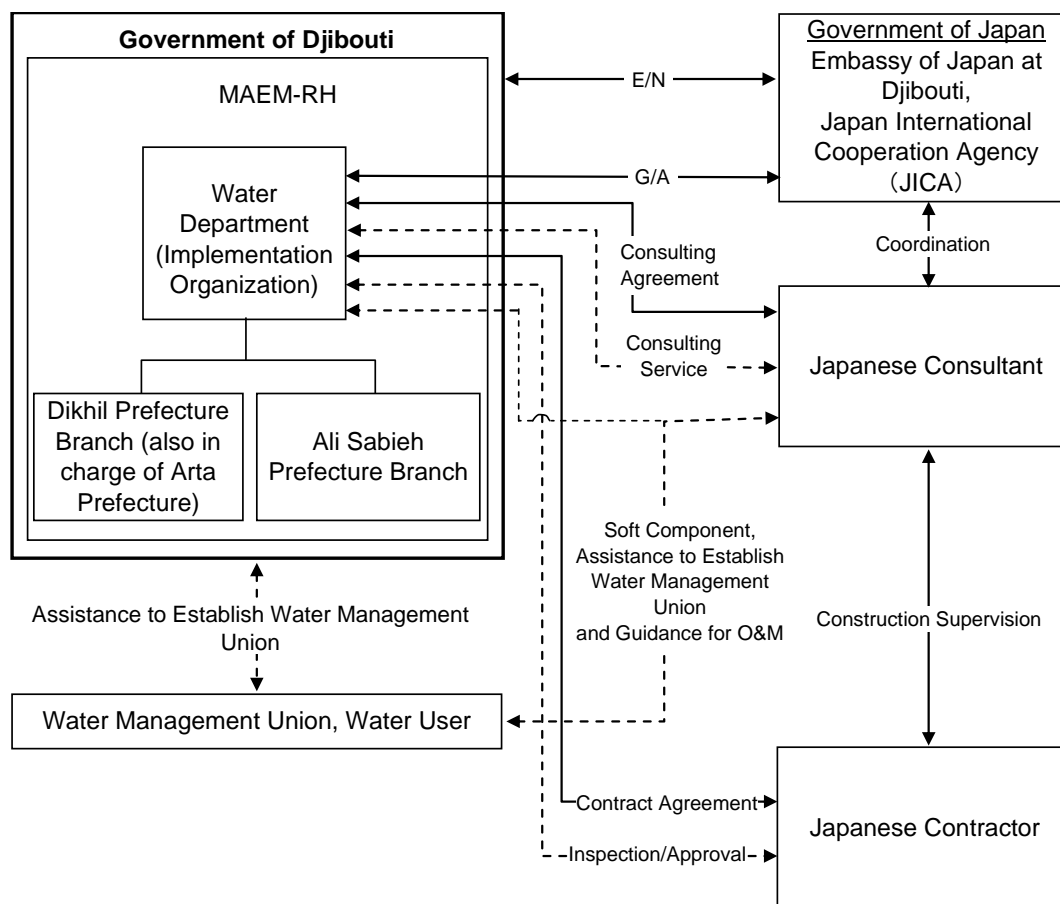 Government of Djibouti
MAEM-RH
Water
Department
(Implementation
Organization)
Dikhil Prefecture
Branch (also in
charge of Arta
Prefecture)
Ali Sabieh
Prefecture Branch
E/N
G/A
Government of Japan
Embassy of Japan at
Djibouti,
Japan International
Cooperation Agency
（JICA）
Coordination
Consulting
Agreement
Consulting
Service
Japanese Consultant
Soft Component,
Assistance to Establish
Water Management
Union
and Guidance for O&M
Construction Supervision
Assistance to Establish Water Management
Union
Water Management Union, Water User
Contract Agreement
Inspection/Approval
Japanese Contractor